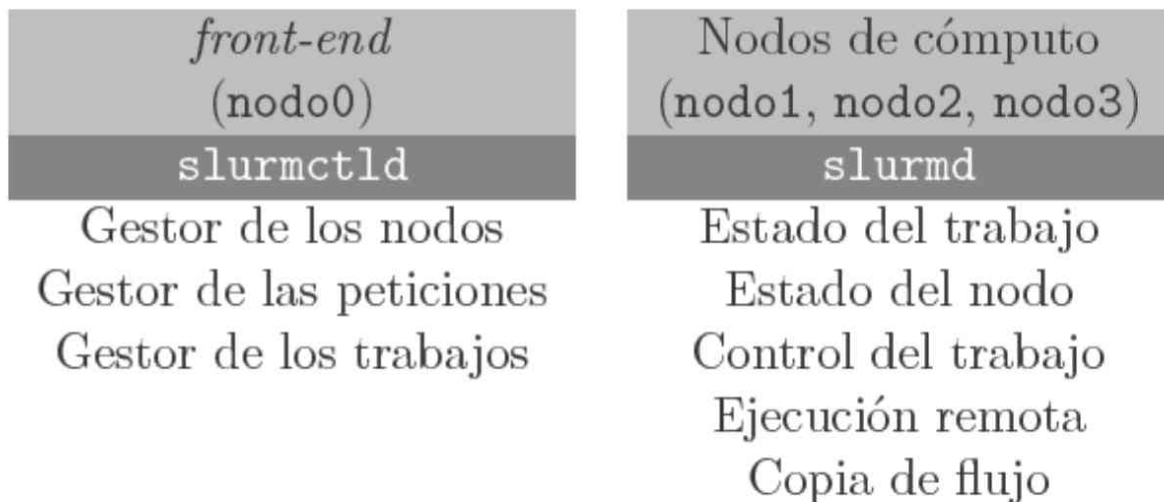 front-end
(nodo0)
slurmctld
Gestor de los nodos
Gestor de las peticiones
Gestor de los trabajos
Nodos de cómputo
(nodo1, nodo2, nodo3)
slurmd
Estado del trabajo
Estado del nodo
Control del trabajo
Ejecución remota
Copia de flujo